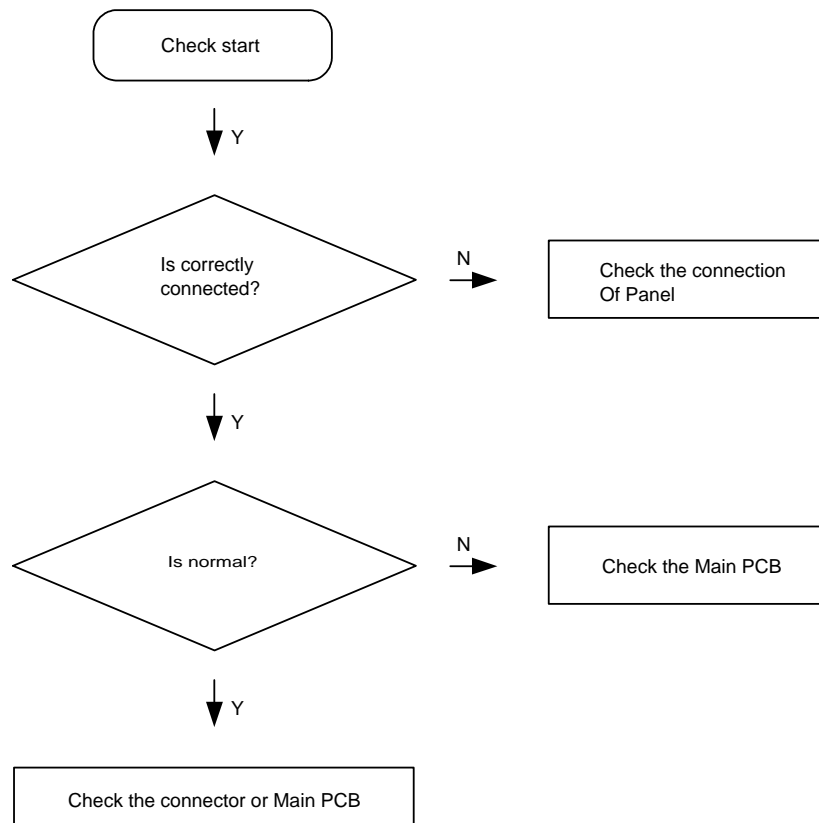 Check start
Y
Is correctly
connected?
N
Check the connection
Of Panel
Y
Is normal?
N
Check the Main PCB
Y
Check the connector or Main PCB